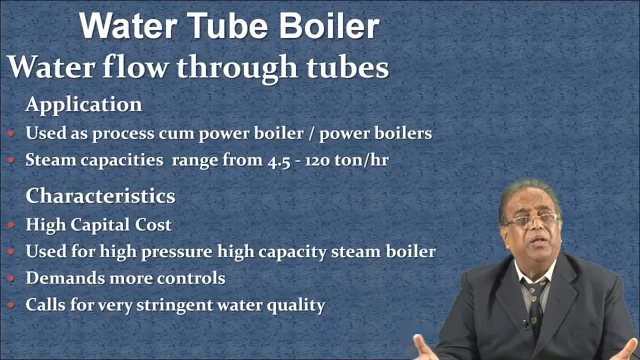 Water Tube Boiler
Water flow through tubes
Application
• Used as process cum power boiler / power boilers
• Steam capacities range from 4.5 - 120 ton/hr
Characteristics
• High Capital Cost
• Used for high pressure high capacity steam boiler
• Demands more controls
• Calls for very stringent water quality